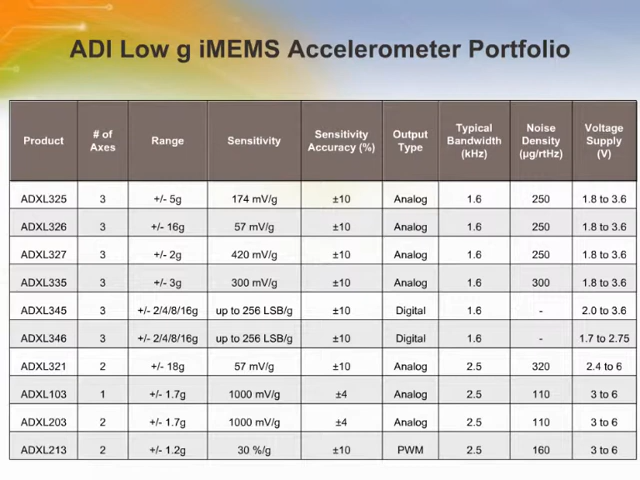 ADI Low g iMEMS Accelerometer Portfolio
Product # of Axes Range Sensitivity Sensitivity Accuracy (%) Output Type Typical Bandwidth (kHz) Noise Density (µg/rtHz) Voltage Supply (V)
ADXL325 3 +/- 5g 174 mV/g ±10 Analog 1.6 250 1.8 to 3.6
ADXL326 3 +/- 16g 57 mV/g ±10 Analog 1.6 250 1.8 to 3.6
ADXL327 3 +/- 2g 420 mV/g ±10 Analog 1.6 250 1.8 to 3.6
ADXL335 3 +/- 3g 300 mV/g ±10 Analog 1.6 300 1.8 to 3.6
ADXL345 3 +/- 2/4/8/16g up to 256 LSB/g ±10 Digital 1.6 - 2.0 to 3.6
ADXL346 3 +/- 2/4/8/16g up to 256 LSB/g ±10 Digital 1.6 - 1.7 to 2.75
ADXL321 2 +/- 18g 57 mV/g ±10 Analog 2.5 320 2.4 to 6
ADXL103 1 +/- 1.7g 1000 mV/g ±4 Analog 2.5 110 3 to 6
ADXL203 2 +/- 1.7g 1000 mV/g ±4 Analog 2.5 110 3 to 6
ADXL213 2 +/- 1.2g 30 %/g ±10 PWM 2.5 160 3 to 6